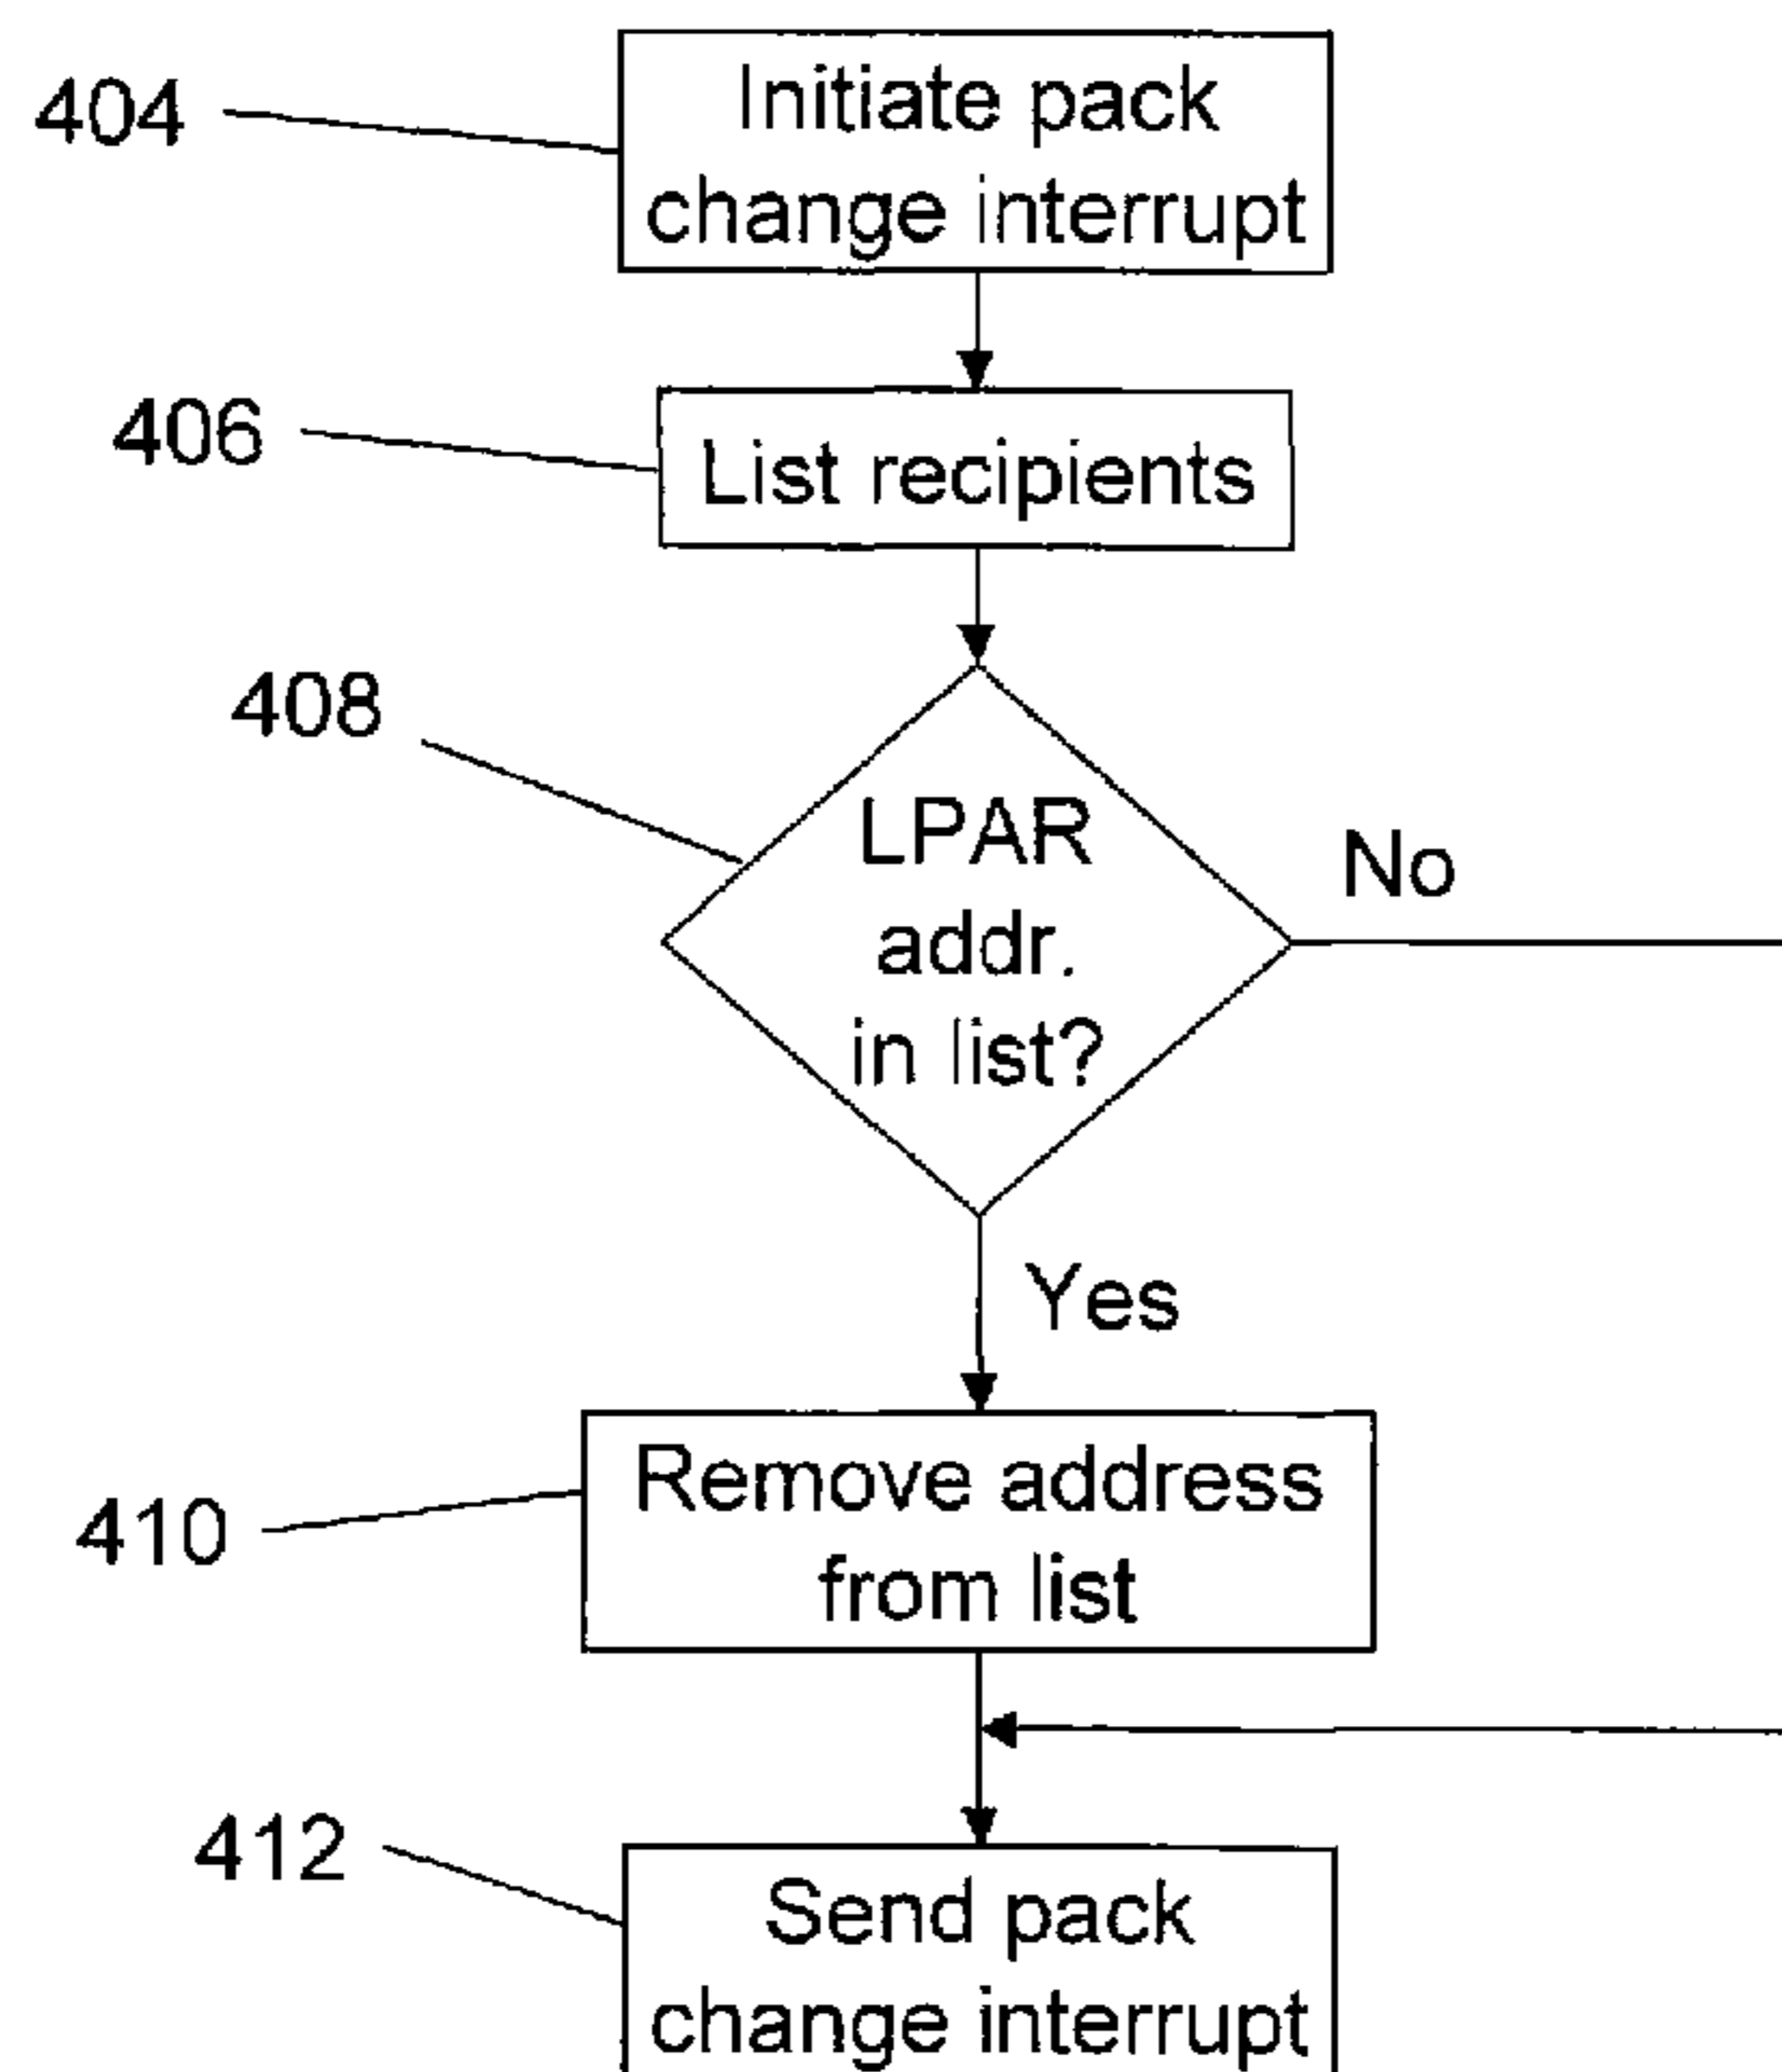 404
Initiate pack
change interrupt
406
List recipients
408
LPAR
addr.
in list?
No
Yes
410
Remove address
from list
412
Send pack
change interrupt